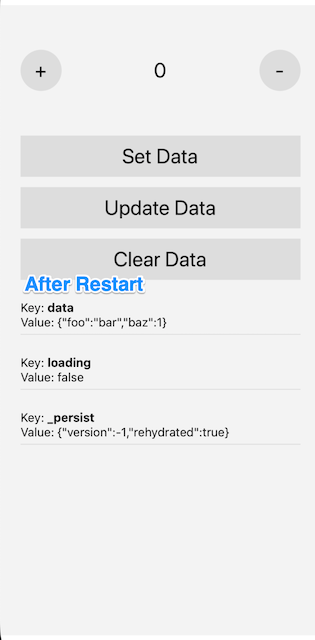 + 0 -
Set Data
Update Data
Clear Data
After Restart
Key: data
Value: {"foo":"bar","baz":1}
Key: loading
Value: false
Key: _persist
Value: {"version":-1,"rehydrated":true}